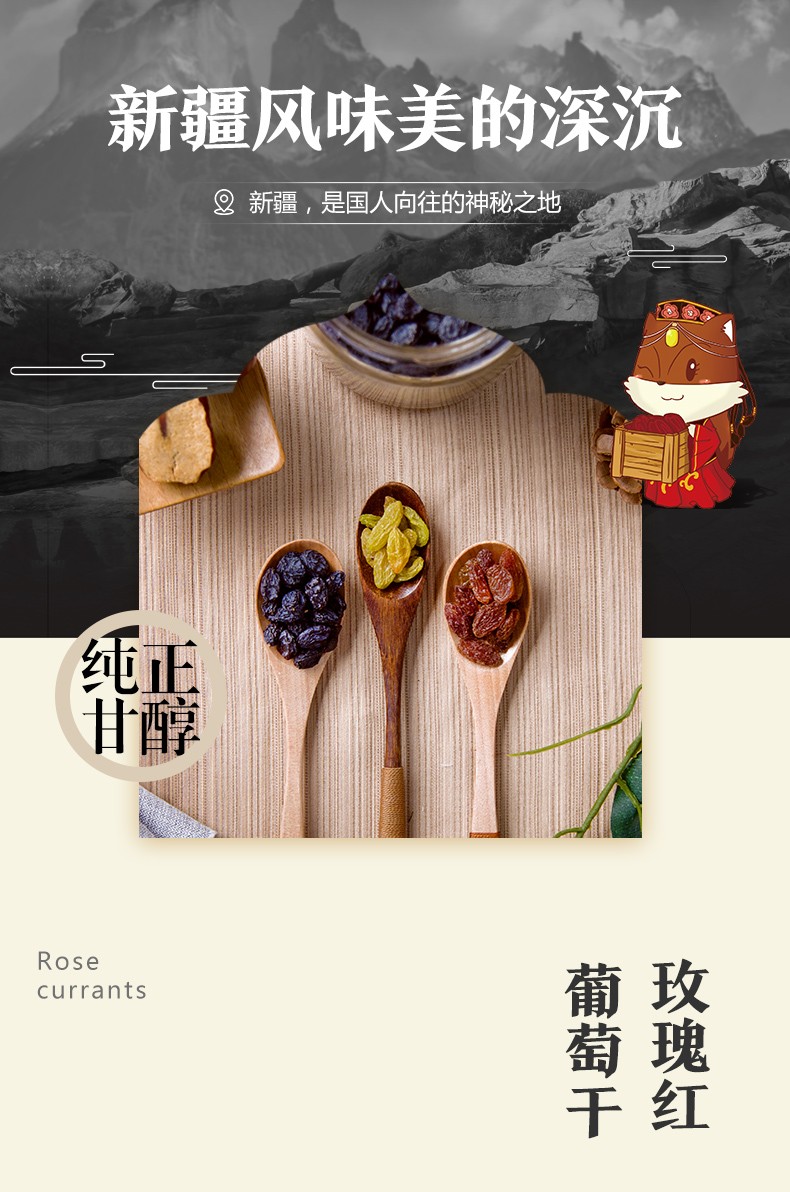 新疆风味美的深沉
新疆，是国人向往的神秘之地
纯正
甘醇
Rose
currants
玫瑰红
葡萄干